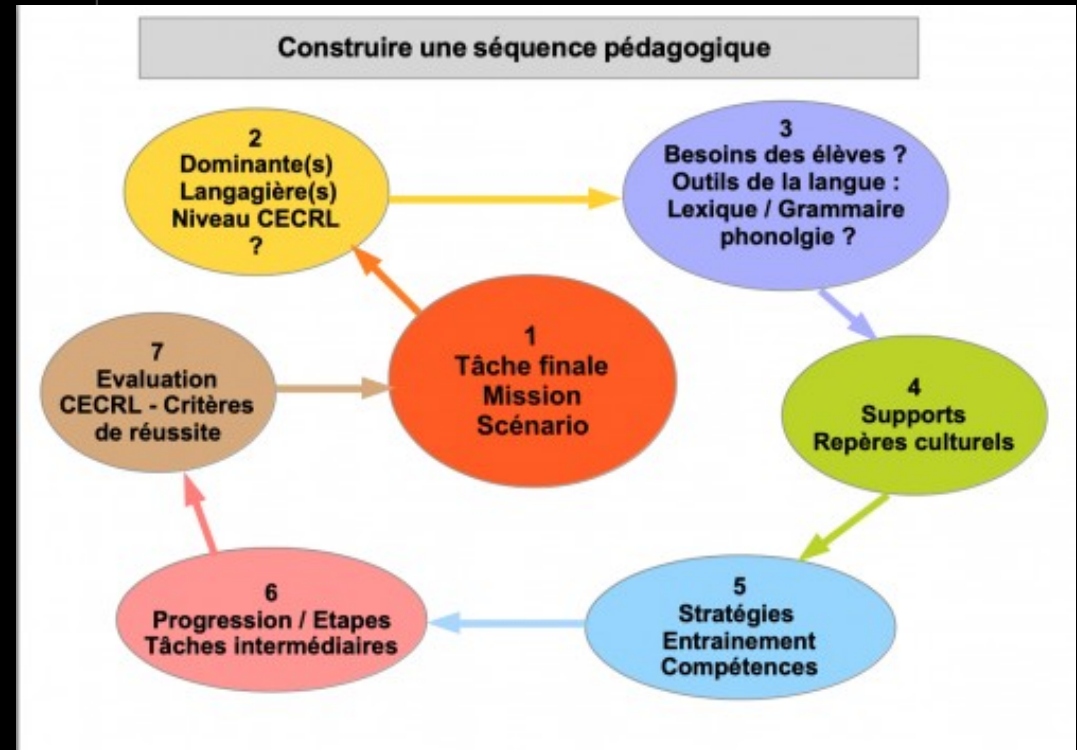 Construire une séquence pédagogique
1
Tâche finale
Mission
Scénario
2
Dominante(s)
Langagière(s)
Niveau CECRL
?
3
Besoins des élèves ?
Outils de la langue :
Lexique / Grammaire
phonolgie ?
4
Supports
Repères culturels
5
Stratégies
Entrainement
Compétences
6
Progression / Etapes
Tâches intermédiaires
7
Evaluation
CECRL - Critères
de réussite